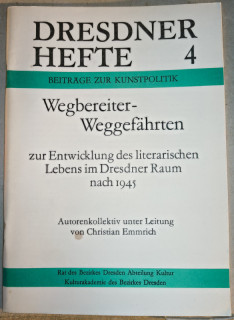 DRESDNER
HEFTE 4
BEITRÄGE ZUR KUNSTPOLITIK
Wegbereiter-
Weggefährten
zur Entwicklung des literarischen
Lebens im Dresdner Raum
nach 1945
Autorenkollektiv unter Leitung
von Christian Emmrich
Rat des Bezirkes Dresden Abteilung Kultur
Kulturakademie des Bezirkes Dresden